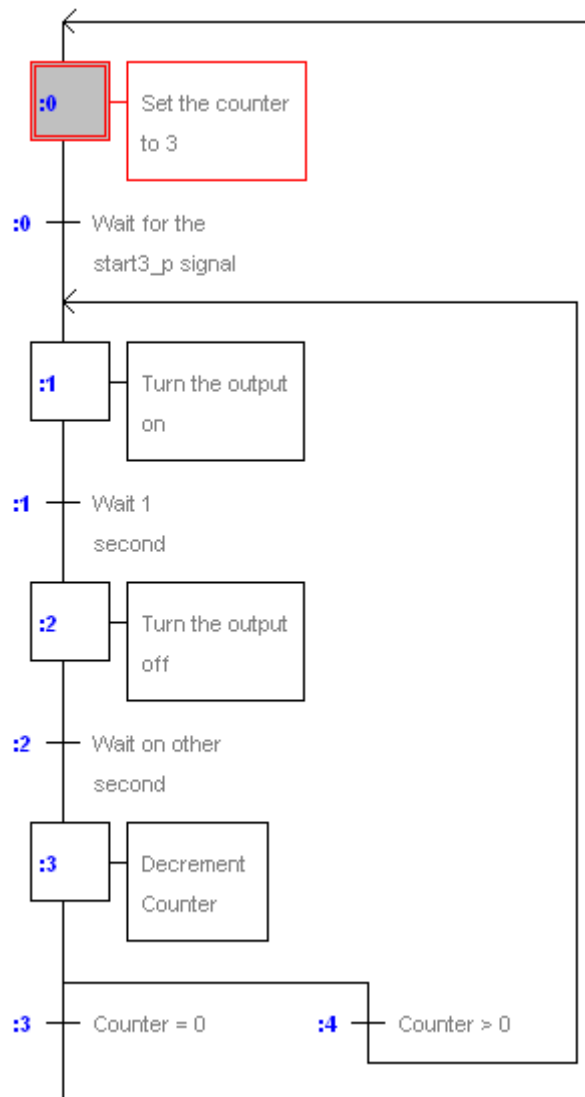 :0
Set the counter
to 3
:0
Wait for the
start3_p signal
:1
Turn the output
on
:1
Wait 1
second
:2
Turn the output
off
:2
Wait on other
second
:3
Decrement
Counter
:3
Counter = 0
:4
Counter > 0